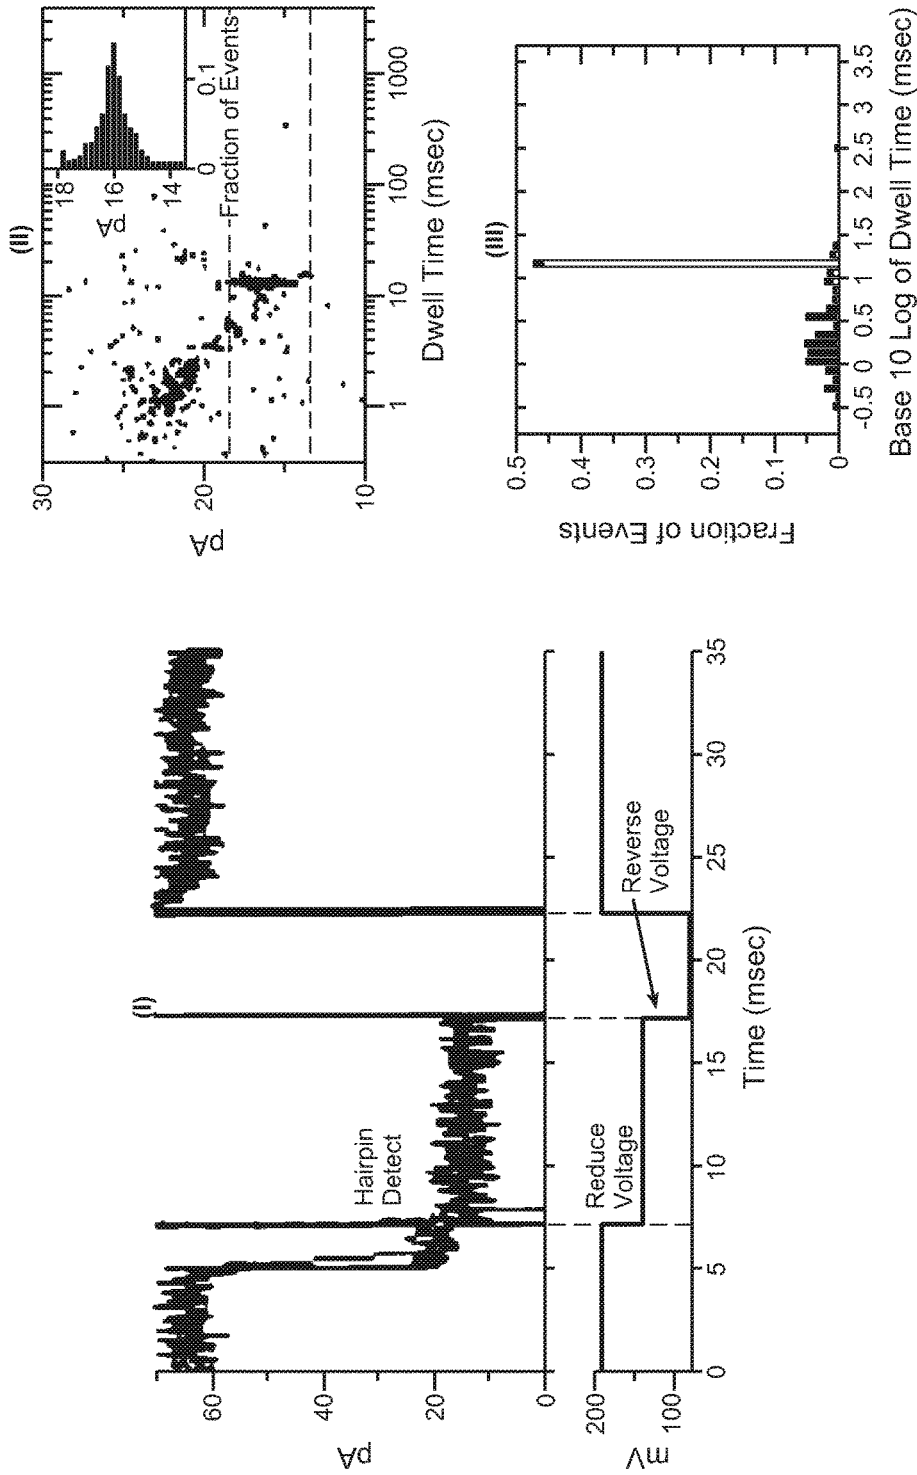 (I)
60
40
20
0
pA
Hairpin
Detect
200
100
mV
Reduce
Voltage
Reverse
Voltage
0
5
10
15
20
25
30
35
Time (msec)
(II)
30
20
10
pA
18
16
14
pA
0
0.1
Fraction of Events
1
10
100
1000
Dwell Time (msec)
(III)
0.5
0.4
0.3
0.2
0.1
0
Fraction of Events
-0.5
0
0.5
1
1.5
2
2.5
3
3.5
Base 10 Log of Dwell Time (msec)